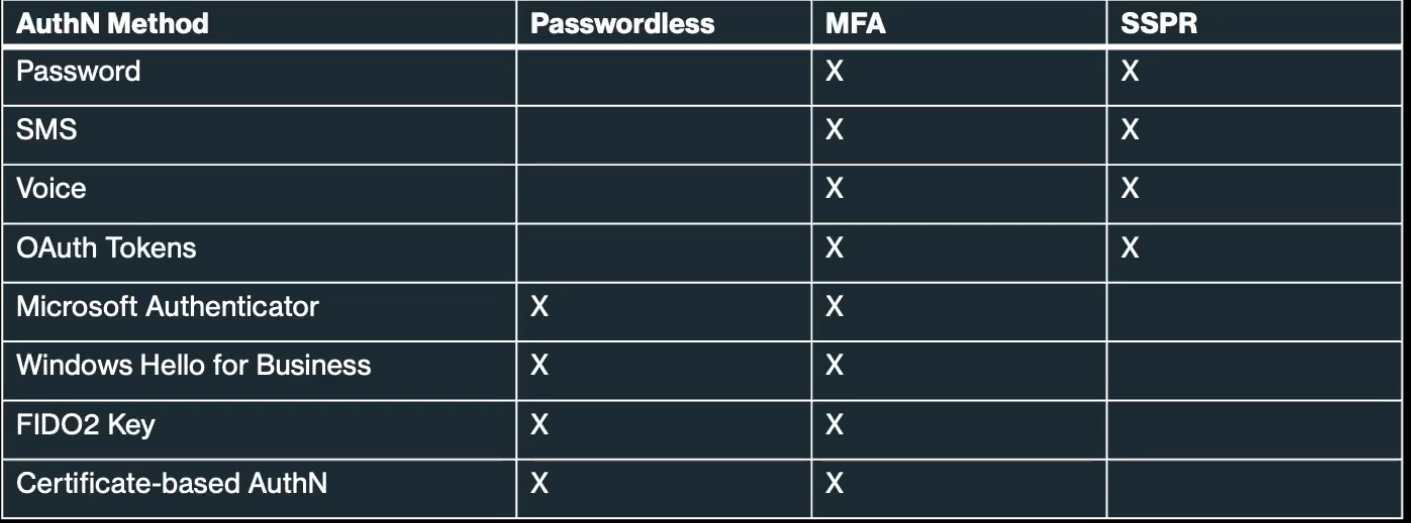 AuthN Method Passwordless MFA SSPR
Password X X
SMS X X
Voice X X
OAuth Tokens X X
Microsoft Authenticator X X
Windows Hello for Business X X
FIDO2 Key X X
Certificate-based AuthN X X